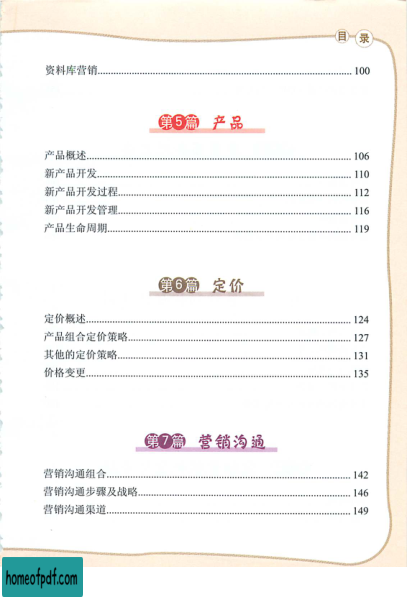 目录
资料库营销 100
第5篇 产品
产品概述 106
新产品开发 110
新产品开发过程 112
新产品开发管理 116
产品生命周期 119
第6篇 定价
定价概述 124
产品组合定价策略 127
其他的定价策略 131
价格变更 135
第7篇 营销沟通
营销沟通组合 142
营销沟通步骤及战略 146
营销沟通渠道 149
homeofpdf.com